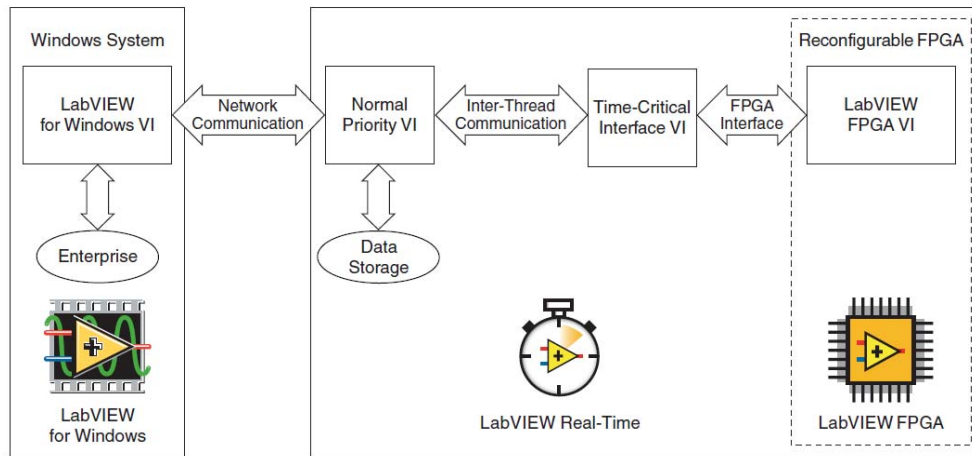 Windows System
Reconfigurable FPGA
LabVIEW
for Windows VI
Network
Communication
Normal
Priority VI
Inter-Thread
Communication
Time-Critical
Interface VI
FPGA
Interface
LabVIEW
FPGA VI
Enterprise
Data
Storage
LabVIEW
for Windows
LabVIEW Real-Time
LabVIEW FPGA